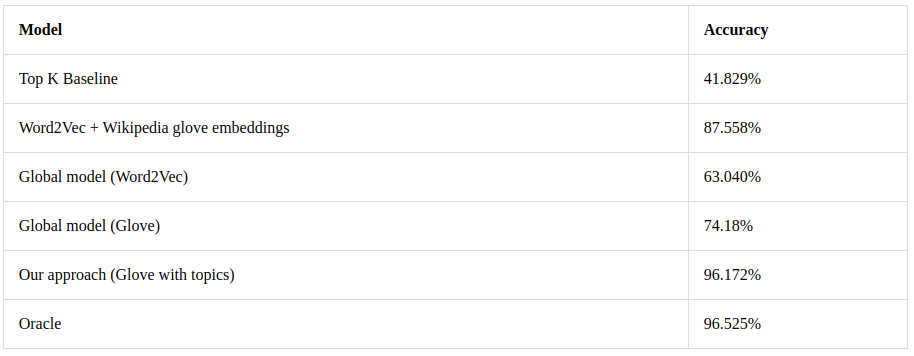 Model Accuracy
Top K Baseline 41.829%
Word2Vec + Wikipedia glove embeddings 87.558%
Global model (Word2Vec) 63.040%
Global model (Glove) 74.18%
Our approach (Glove with topics) 96.172%
Oracle 96.525%